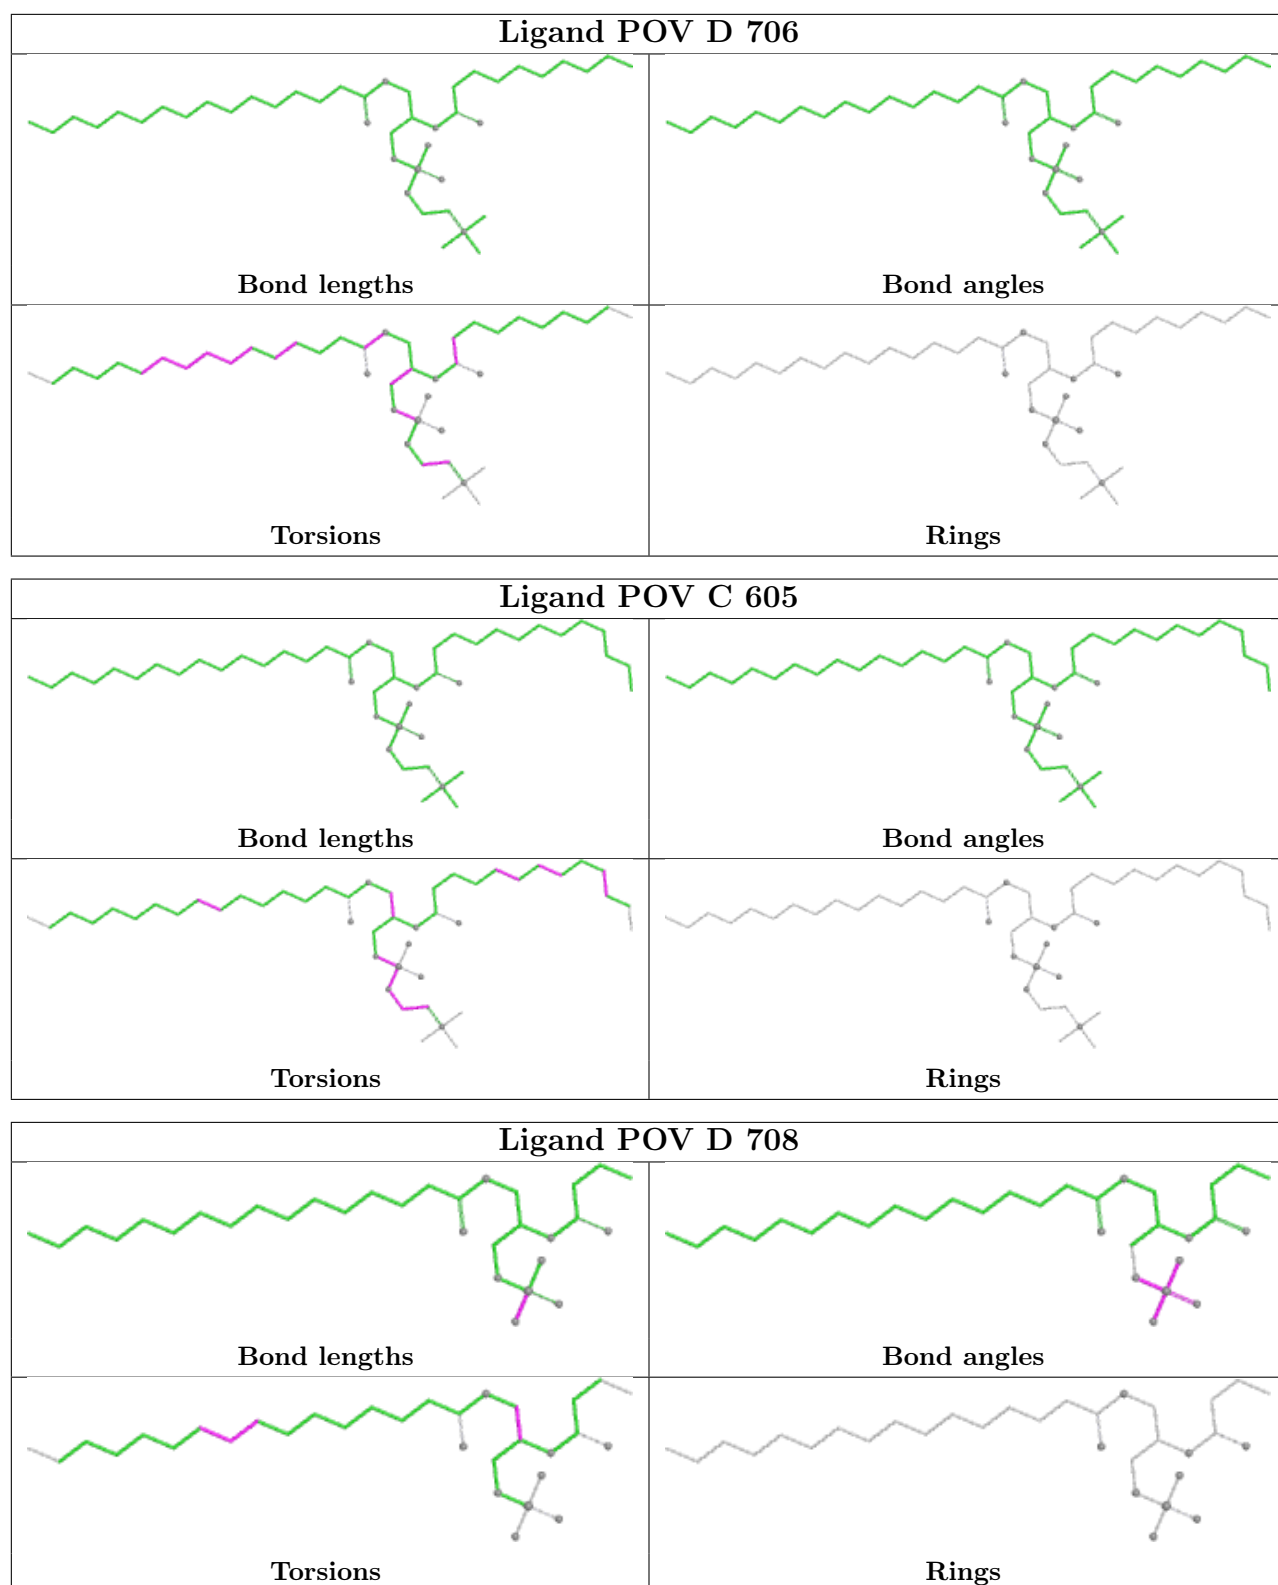 Ligand POV D 706
Bond lengths
Bond angles
Torsions
Rings
Ligand POV C 605
Bond lengths
Bond angles
Torsions
Rings
Ligand POV D 708
Bond lengths
Bond angles
Torsions
Rings